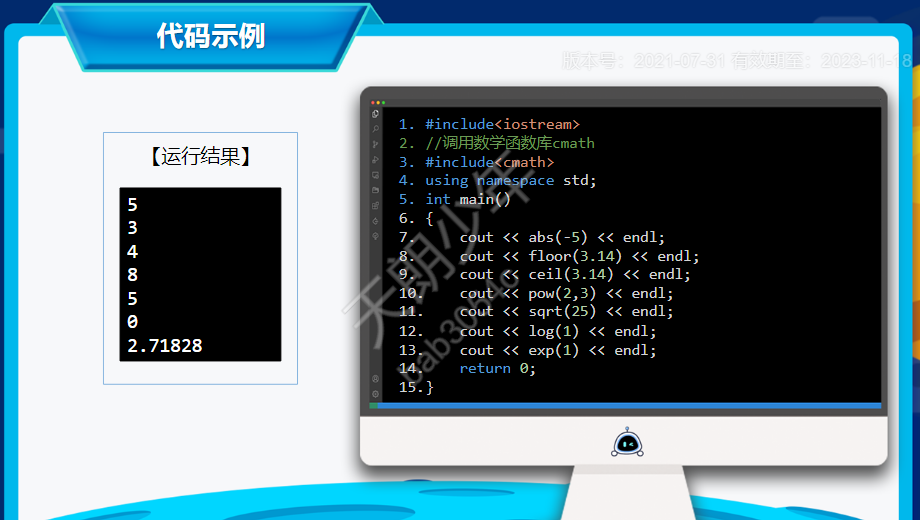 代码示例
版本号：2021-07-31 有效期至：2023-11-18
【运行结果】
5
3
4
8
5
0
2.71828
1. #include<iostream>
2. //调用数学函数库cmath
3. #include<cmath>
4. using namespace std;
5. int main()
6. {
7.     cout << abs(-5) << endl;
8.     cout << floor(3.14) << endl;
9.     cout << ceil(3.14) << endl;
10.    cout << pow(2,3) << endl;
11.    cout << sqrt(25) << endl;
12.    cout << log(1) << endl;
13.    cout << exp(1) << endl;
14.    return 0;
15.}
天朗少年